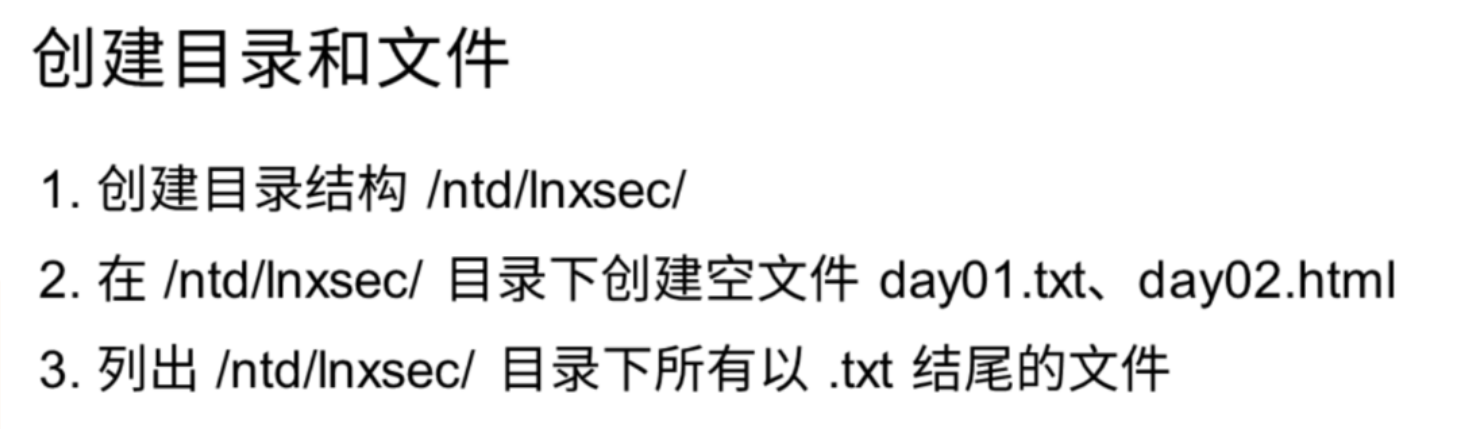 创建目录和文件
1. 创建目录结构 /ntd/lnxsec/
2. 在 /ntd/lnxsec/ 目录下创建空文件 day01.txt、day02.html
3. 列出 /ntd/lnxsec/ 目录下所有以 .txt 结尾的文件